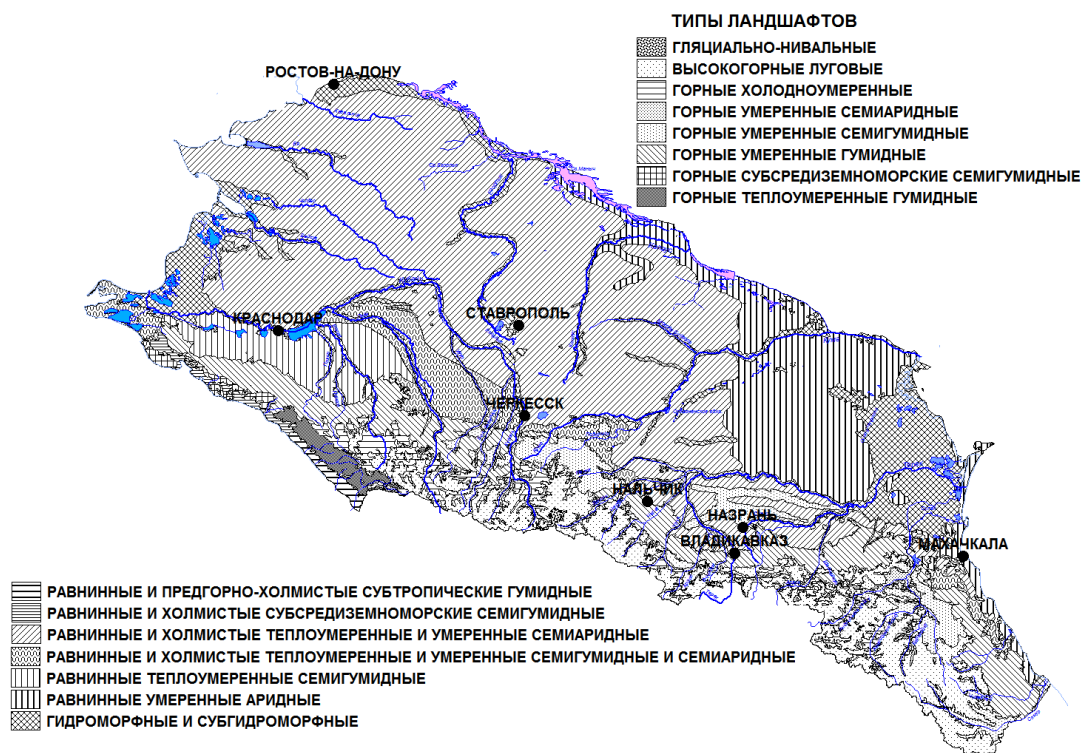 ТИПЫ ЛАНДШАФТОВ
ГЛЯЦИАЛЬНО-НИВАЛЬНЫЕ
ВЫСОКОГОРНЫЕ ЛУГОВЫЕ
ГОРНЫЕ ХОЛОДНОУМЕРЕННЫЕ
ГОРНЫЕ УМЕРЕННЫЕ СЕМИАРИДНЫЕ
ГОРНЫЕ УМЕРЕННЫЕ СЕМИГУМИДНЫЕ
ГОРНЫЕ УМЕРЕННЫЕ ГУМИДНЫЕ
ГОРНЫЕ СУБСРЕДИЗЕМНОМОРСКИЕ СЕМИГУМИДНЫЕ
ГОРНЫЕ ТЕПЛОУМЕРЕННЫЕ ГУМИДНЫЕ
РОСТОВ-НА-ДОНУ
КРАСНОДАР
СТАВРОПОЛЬ
ЧЕРКЕССК
НАЛЬЧИК
НАЗРАНЬ
ВЛАДИКАВКАЗ
МАХАЧКАЛА
РАВНИННЫЕ И ПРЕДГОРНО-ХОЛМИСТЫЕ СУБТРОПИЧЕСКИЕ ГУМИДНЫЕ
РАВНИННЫЕ И ХОЛМИСТЫЕ СУБСРЕДИЗЕМНОМОРСКИЕ СЕМИГУМИДНЫЕ
РАВНИННЫЕ И ХОЛМИСТЫЕ ТЕПЛОУМЕРЕННЫЕ И УМЕРЕННЫЕ СЕМИАРИДНЫЕ
РАВНИННЫЕ И ХОЛМИСТЫЕ ТЕПЛОУМЕРЕННЫЕ И УМЕРЕННЫЕ СЕМИГУМИДНЫЕ И СЕМИАРИДНЫЕ
РАВНИННЫЕ ТЕПЛОУМЕРЕННЫЕ СЕМИГУМИДНЫЕ
РАВНИННЫЕ УМЕРЕННЫЕ АРИДНЫЕ
ГИДРОМОРФНЫЕ И СУБГИДРОМОРФНЫЕ